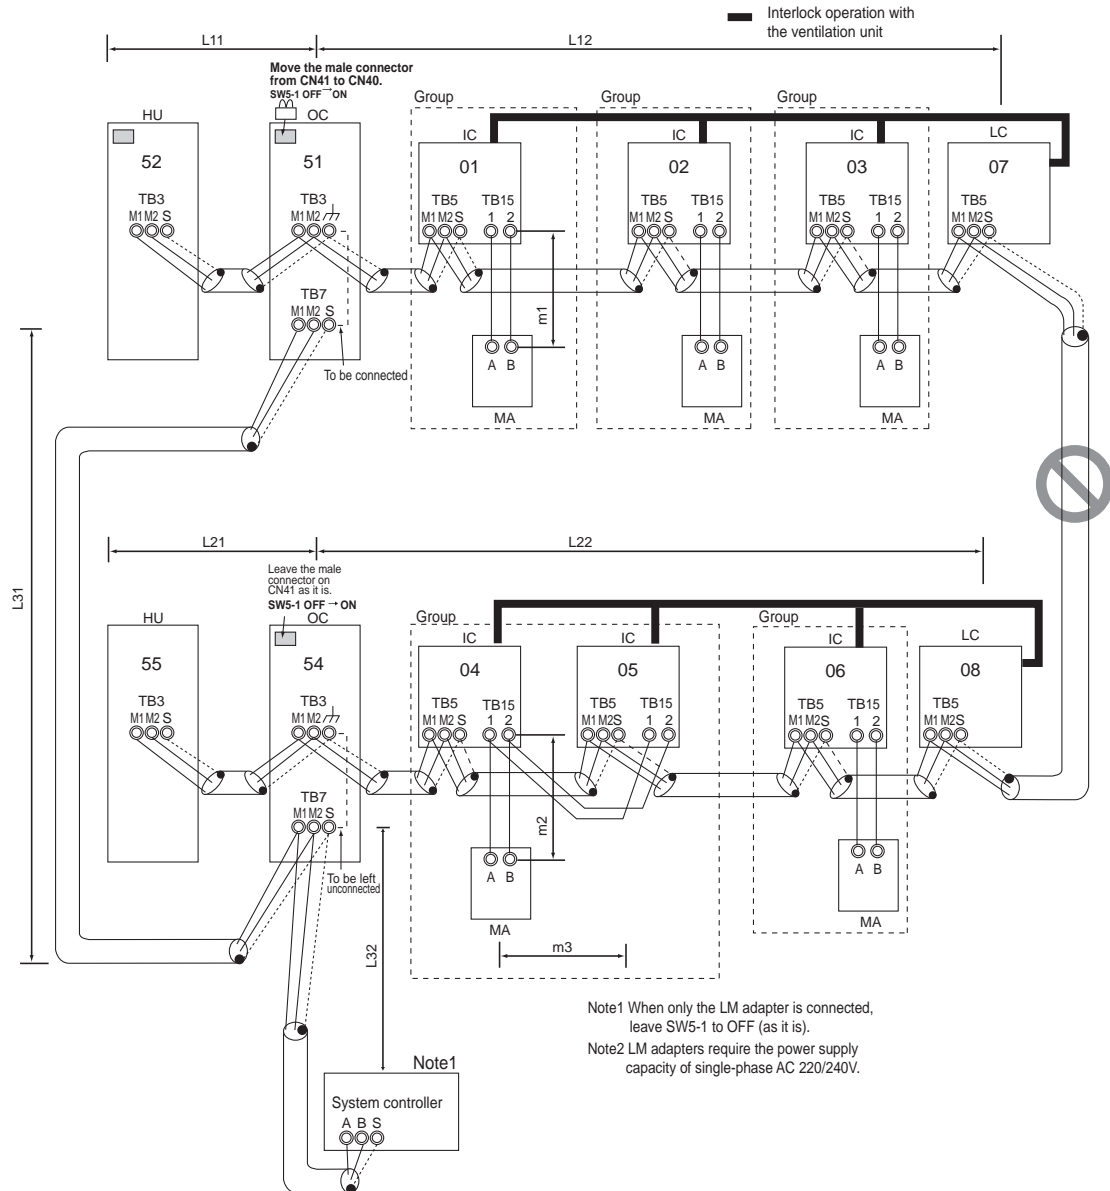 Interlock operation with
the ventilation unit
L11
L12
Move the male connector
from CN41 to CN40.
SW5-1 OFF→ON
HU
OC
Group
Group
Group
IC
IC
IC
LC
52
51
01
02
03
07
TB3
TB3
TB5 TB15
TB5 TB15
TB5 TB15
TB5
M1 M2 S
M1 M2
M1 M2 S 1 2
M1 M2 S 1 2
M1 M2 S 1 2
M1 M2 S
TB7
M1 M2 S
To be connected
m1
A B
A B
A B
MA
MA
MA
L31
L21
L22
Leave the male
connector on
CN41 as it is.
SW5-1 OFF → ON
HU
OC
Group
Group
IC
IC
IC
LC
55
54
04
05
06
08
TB3
TB3
TB5 TB15
TB5 TB15
TB5 TB15
TB5
M1 M2 S
M1 M2
M1 M2 S 1 2
M1 M2 S 1 2
M1 M2 S 1 2
M1 M2 S
TB7
M1 M2 S
To be left
unconnected
m2
A B
A B
MA
MA
m3
L32
Note1 When only the LM adapter is connected,
leave SW5-1 to OFF (as it is).
Note2 LM adapters require the power supply
capacity of single-phase AC 220/240V.
Note1
System controller
A B S